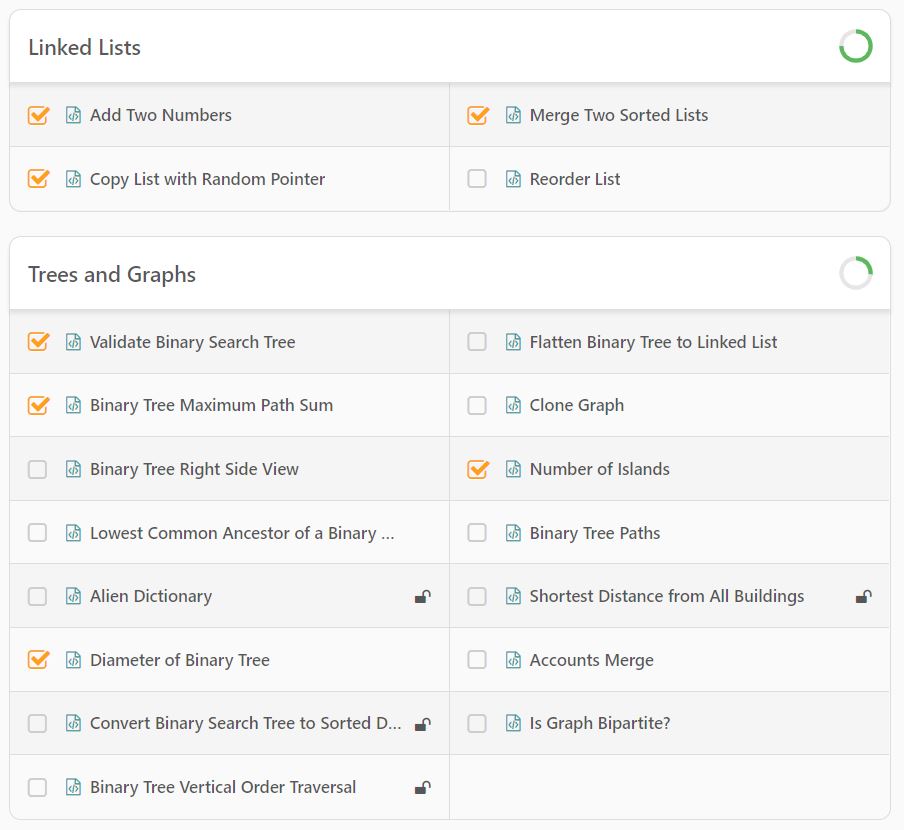 Linked Lists
Add Two Numbers
Merge Two Sorted Lists
Copy List with Random Pointer
Reorder List
Trees and Graphs
Validate Binary Search Tree
Flatten Binary Tree to Linked List
Binary Tree Maximum Path Sum
Clone Graph
Binary Tree Right Side View
Number of Islands
Lowest Common Ancestor of a Binary ...
Binary Tree Paths
Alien Dictionary
Shortest Distance from All Buildings
Diameter of Binary Tree
Accounts Merge
Convert Binary Search Tree to Sorted D...
Is Graph Bipartite?
Binary Tree Vertical Order Traversal